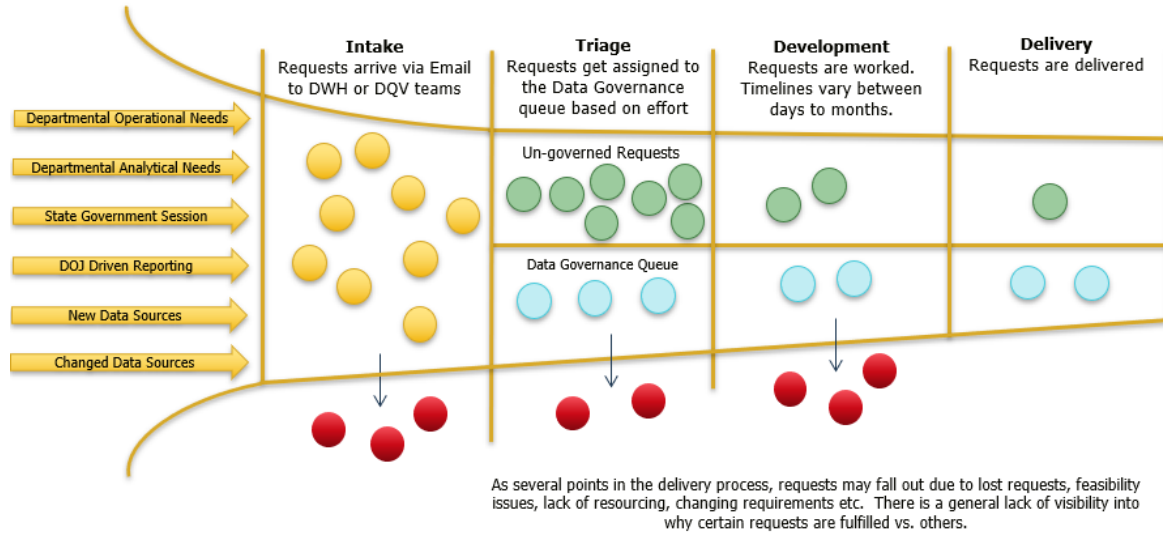 Intake
Requests arrive via Email
to DWH or DQV teams
Triage
Requests get assigned to
the Data Governance
queue based on effort
Development
Requests are worked.
Timelines vary between
days to months.
Delivery
Requests are delivered
Departmental Operational Needs
Departmental Analytical Needs
State Government Session
DOJ Driven Reporting
New Data Sources
Changed Data Sources
Un-governed Requests
Data Governance Queue
As several points in the delivery process, requests may fall out due to lost requests, feasibility
issues, lack of resourcing, changing requirements etc.  There is a general lack of visibility into
why certain requests are fulfilled vs. others.